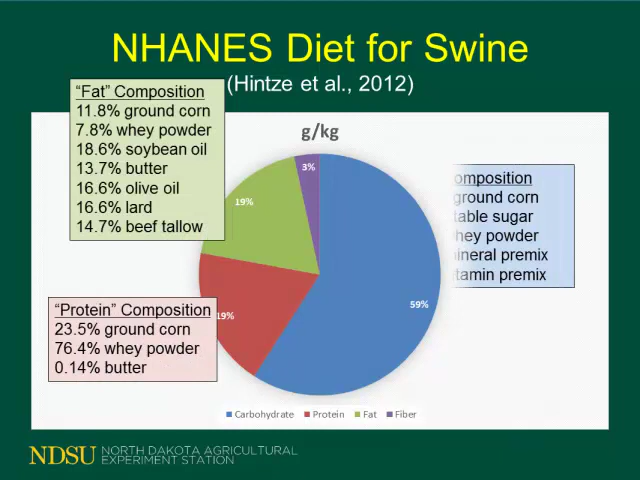 NHANES Diet for Swine
(Hintze et al., 2012)
“Fat” Composition
11.8% ground corn
7.8% whey powder
18.6% soybean oil
13.7% butter
16.6% olive oil
16.6% lard
14.7% beef tallow
g/kg
3%
19%
59%
19%
omposition
ground corn
table sugar
whey powder
mineral premix
tamin premix
“Protein” Composition
23.5% ground corn
76.4% whey powder
0.14% butter
Carbohydrate Protein Fat Fiber
NDSU NORTH DAKOTA AGRICULTURAL
EXPERIMENT STATION